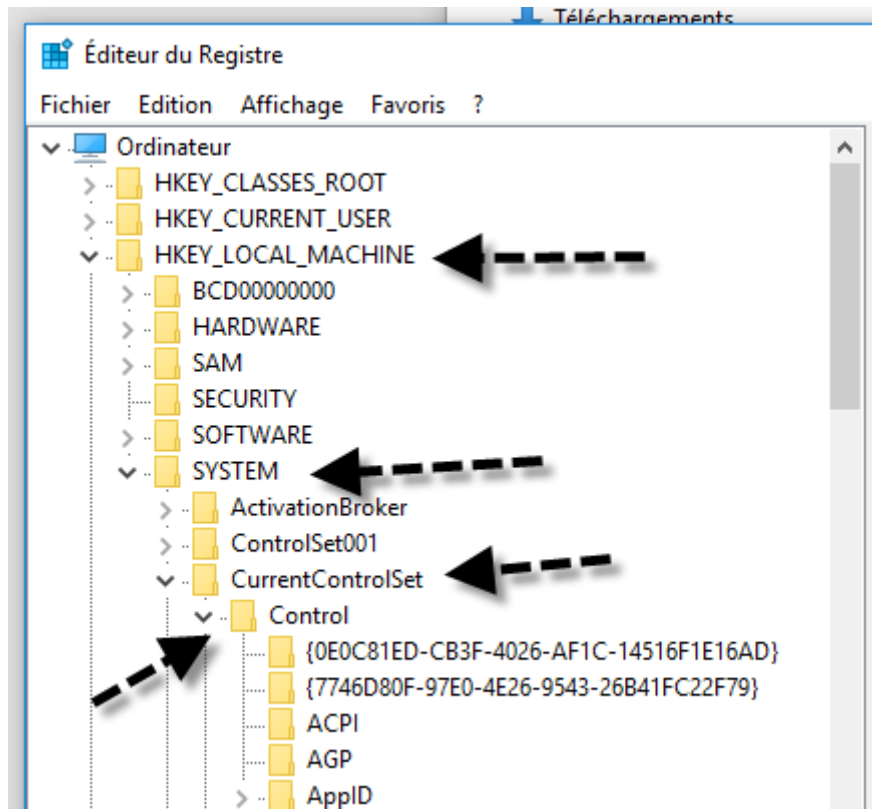 Téléchargements
Éditeur du Registre
Fichier Edition Affichage Favoris ?
Ordinateur
HKEY_CLASSES_ROOT
HKEY_CURRENT_USER
HKEY_LOCAL_MACHINE
BCD00000000
HARDWARE
SAM
SECURITY
SOFTWARE
SYSTEM
ActivationBroker
ControlSet001
CurrentControlSet
Control
{0E0C81ED-CB3F-4026-AF1C-14516F1E16AD}
{7746D80F-97E0-4E26-9543-26B41FC22F79}
ACPI
AGP
AppID